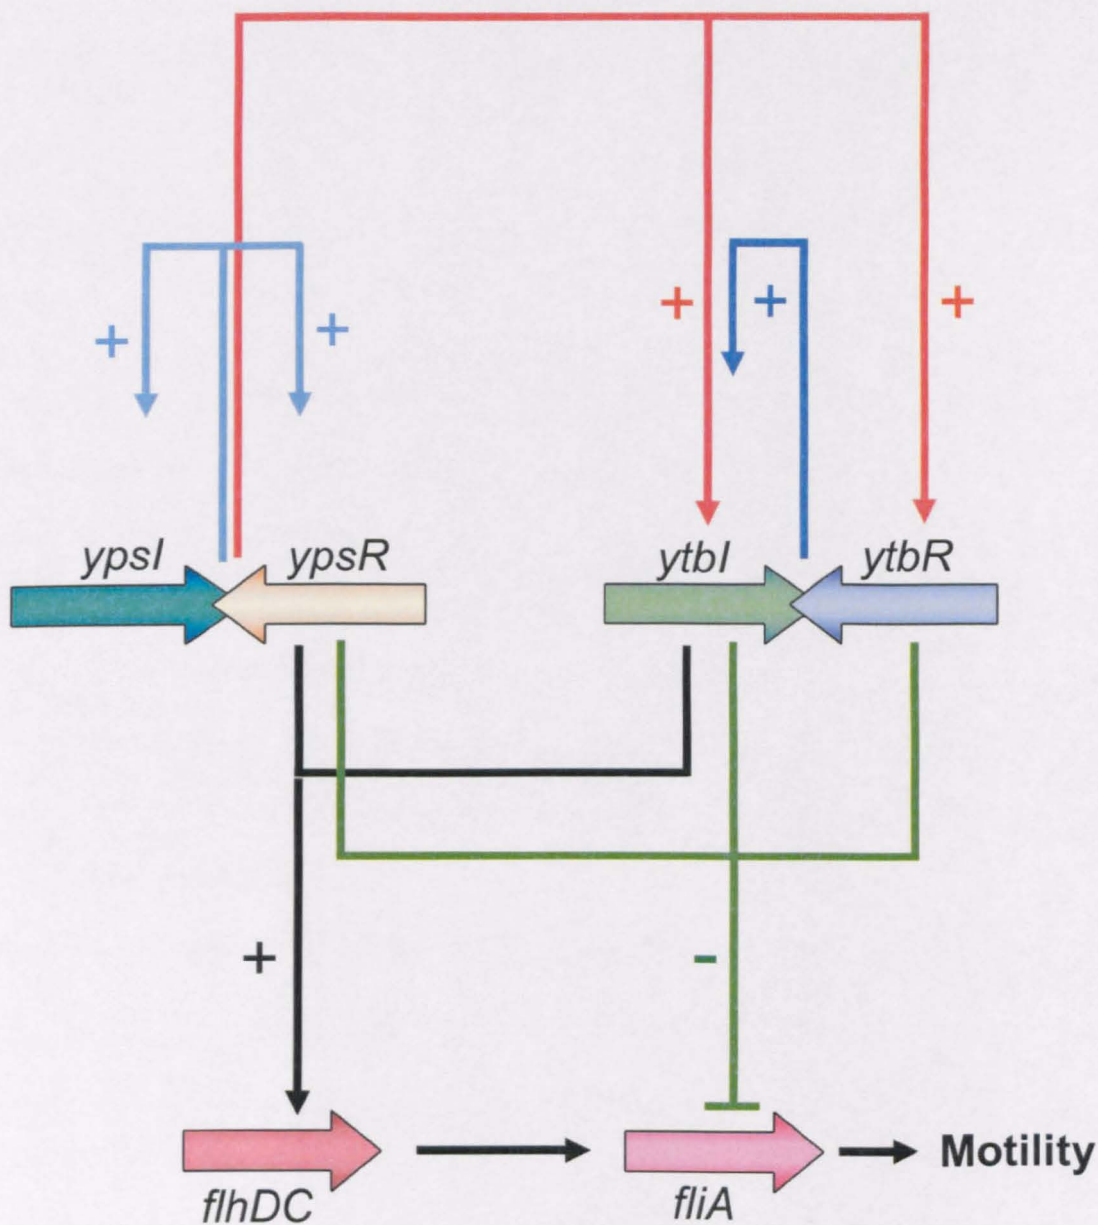 + + + + +
ypsI ypsR ytbI ytbR
+ -
Motility
flhDC fliA